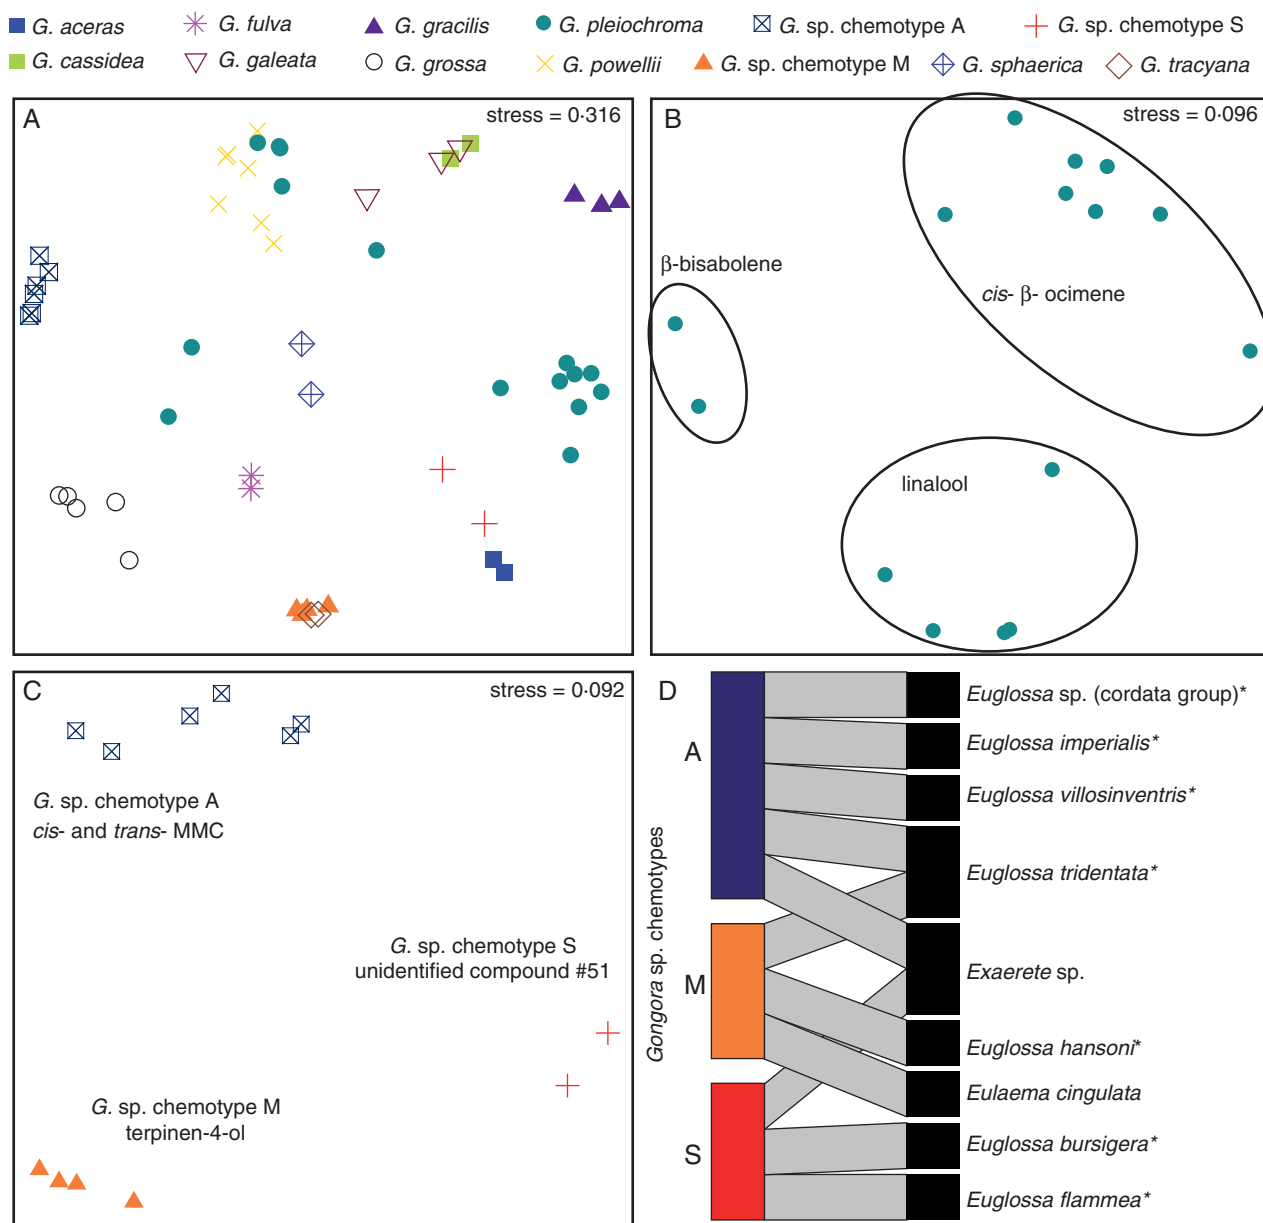 G. aceras
G. fulva
G. gracilis
G. pleiochroma
G. sp. chemotype A
G. sp. chemotype S
G. cassidea
G. galeata
G. grossa
G. powellii
G. sp. chemotype M
G. sphaerica
G. tracyana
A
stress = 0·316
B
stress = 0·096
β-bisabolene
cis- β- ocimene
linalool
C
stress = 0·092
G. sp. chemotype A
cis- and trans- MMC
G. sp. chemotype S
unidentified compound #51
G. sp. chemotype M
terpinen-4-ol
D
Gongora sp. chemotypes
A
M
S
Euglossa sp. (cordata group)*
Euglossa imperialis*
Euglossa villosinventris*
Euglossa tridentata*
Exaerete sp.
Euglossa hansoni*
Eulaema cingulata
Euglossa bursigera*
Euglossa flammea*